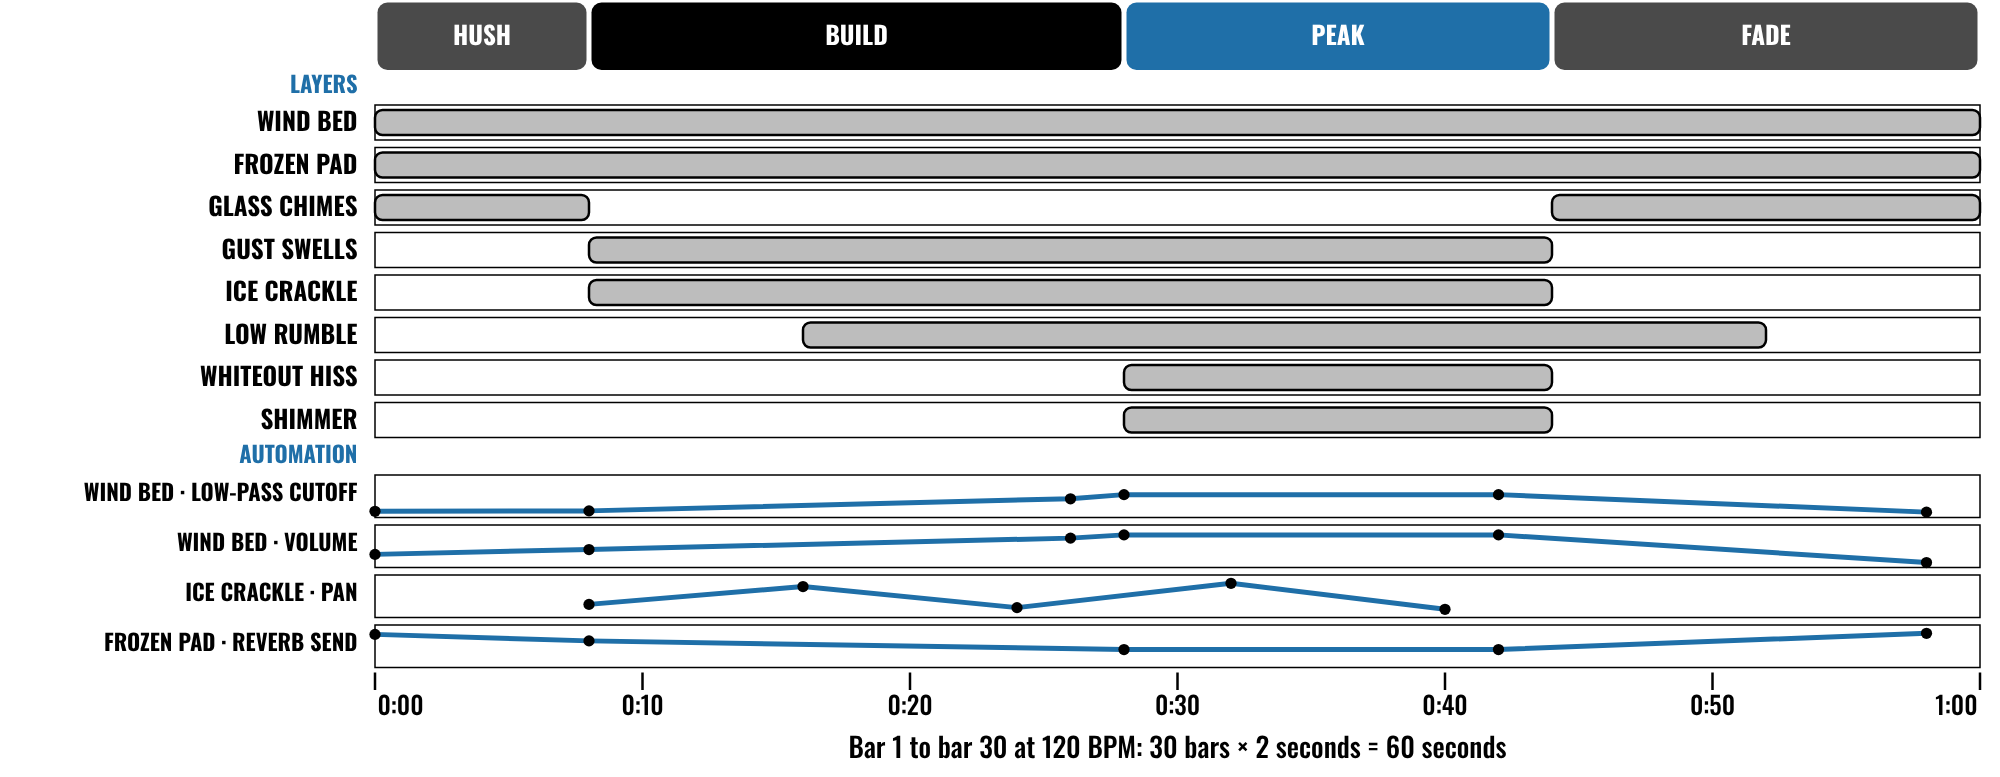 HUSH BUILD PEAK FADE
LAYERS
WIND BED
FROZEN PAD
GLASS CHIMES
GUST SWELLS
ICE CRACKLE
LOW RUMBLE
WHITEOUT HISS
SHIMMER
AUTOMATION
WIND BED · LOW-PASS CUTOFF
WIND BED · VOLUME
ICE CRACKLE · PAN
FROZEN PAD · REVERB SEND
0:00 0:10 0:20 0:30 0:40 0:50 1:00
Bar 1 to bar 30 at 120 BPM: 30 bars × 2 seconds = 60 seconds